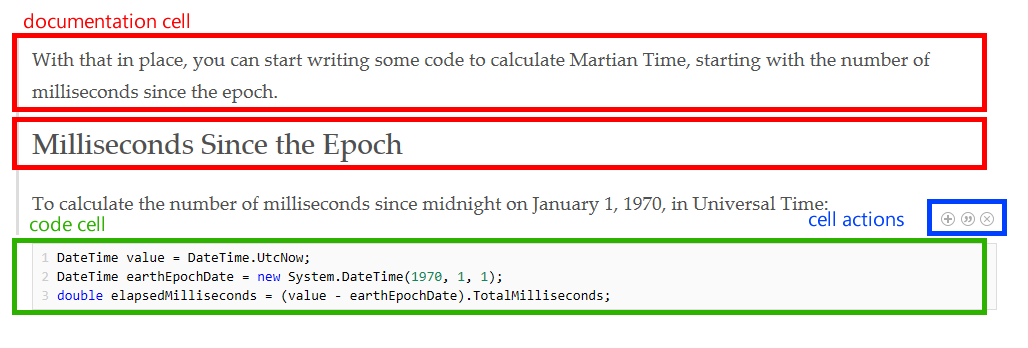 documentation cell
With that in place, you can start writing some code to calculate Martian Time, starting with the number of
milliseconds since the epoch.
Milliseconds Since the Epoch
To calculate the number of milliseconds since midnight on January 1, 1970, in Universal Time:
code cell
cell actions
1 DateTime value = DateTime.UtcNow;
2 DateTime earthEpochDate = new System.DateTime(1970, 1, 1);
3 double elapsedMilliseconds = (value - earthEpochDate).TotalMilliseconds;